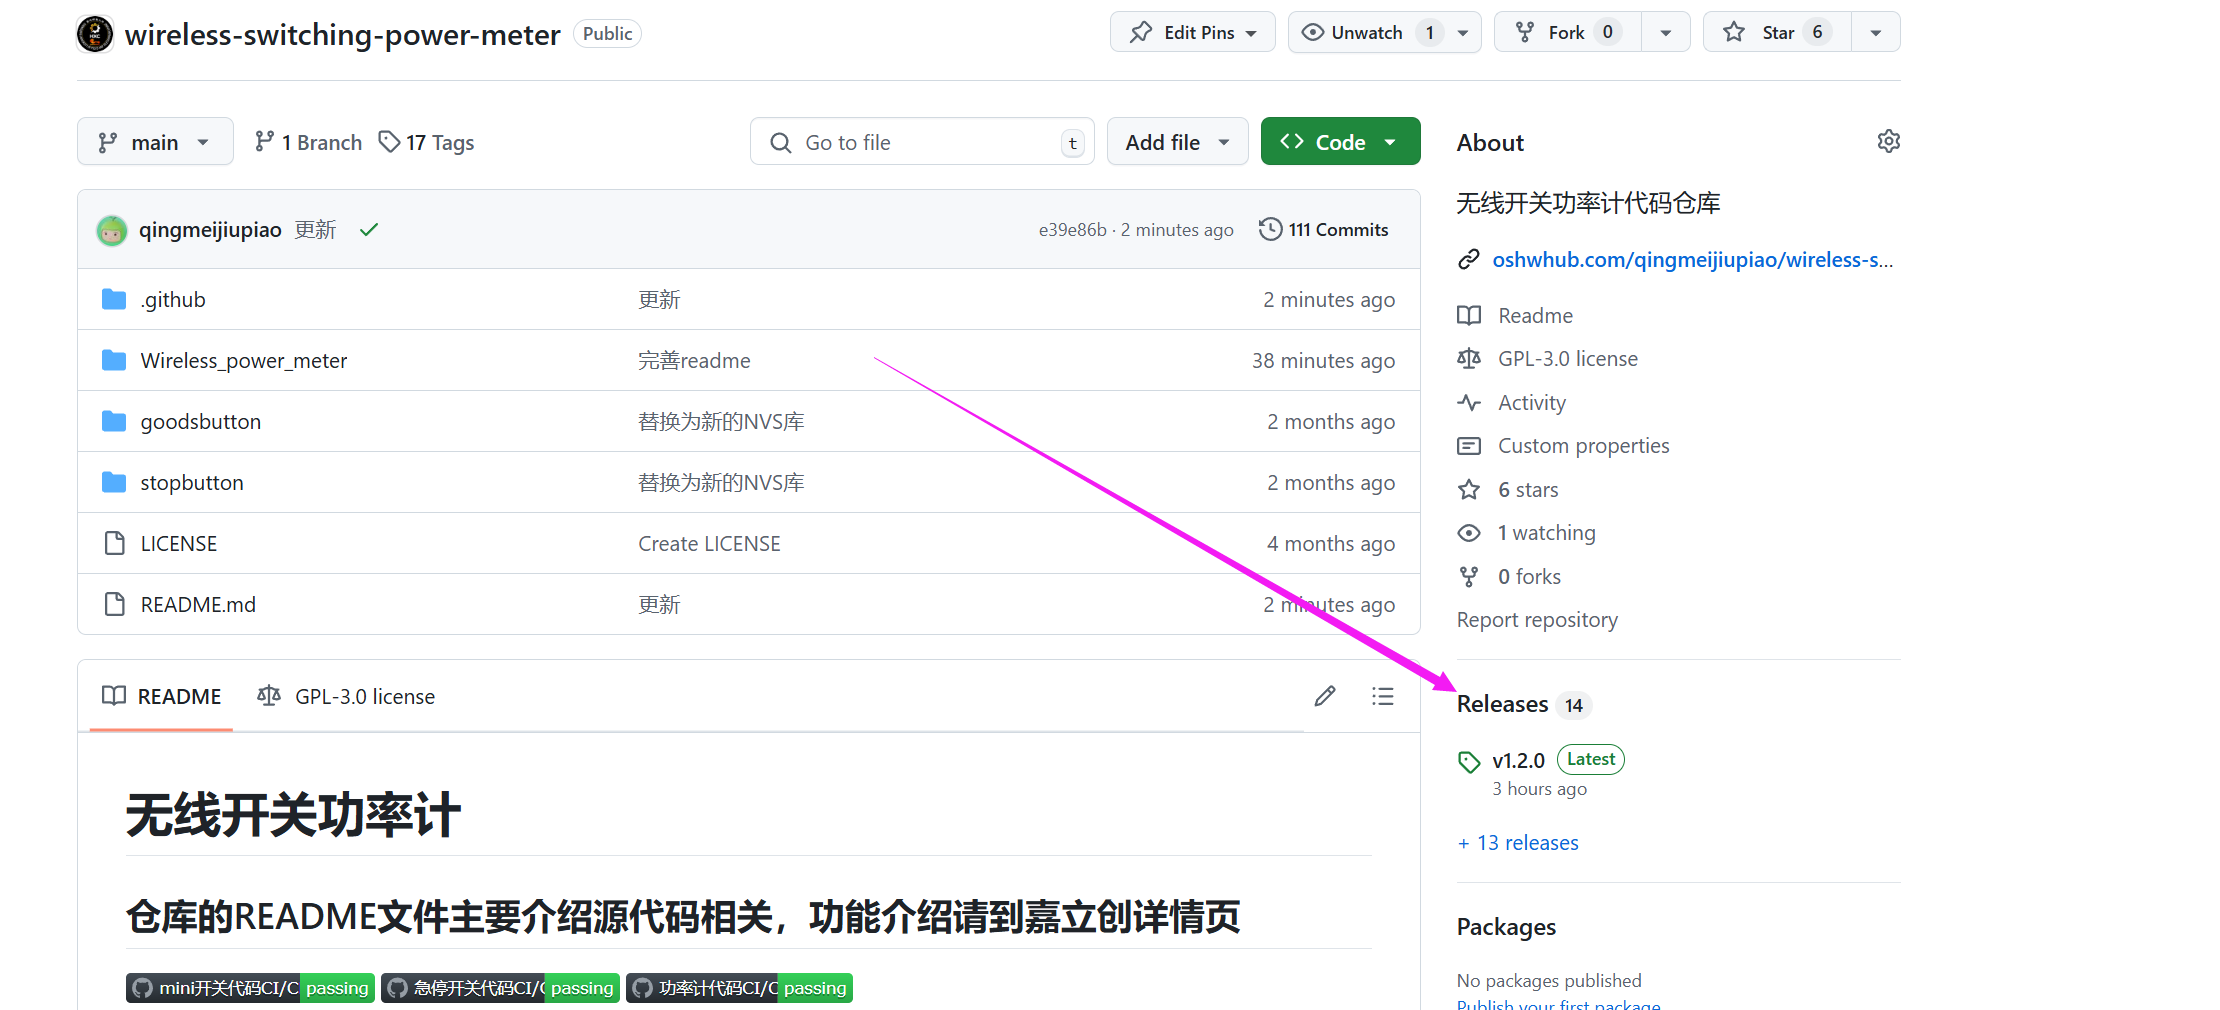 wireless-switching-power-meter Public
Edit Pins Unwatch 1 Fork 0 Star 6
main 1 Branch 17 Tags
Go to file t Add file Code
qingmeijiupiao 更新 e39e86b · 2 minutes ago 111 Commits
.github 更新 2 minutes ago
Wireless_power_meter 完善readme 38 minutes ago
goodsbutton 替换为新的NVS库 2 months ago
stopbutton 替换为新的NVS库 2 months ago
LICENSE Create LICENSE 4 months ago
README.md 更新 2 minutes ago
README GPL-3.0 license
无线开关功率计
仓库的README文件主要介绍源代码相关，功能介绍请到嘉立创详情页
mini开关代码CI/C passing 急停开关代码CI/ passing 功率计代码CI/C passing
About
无线开关功率计代码仓库
oshwhub.com/qingmeijiupiao/wireless-s...
Readme
GPL-3.0 license
Activity
Custom properties
6 stars
1 watching
0 forks
Report repository
Releases 14
v1.2.0 Latest
3 hours ago
+ 13 releases
Packages
No packages published
Publish your first package